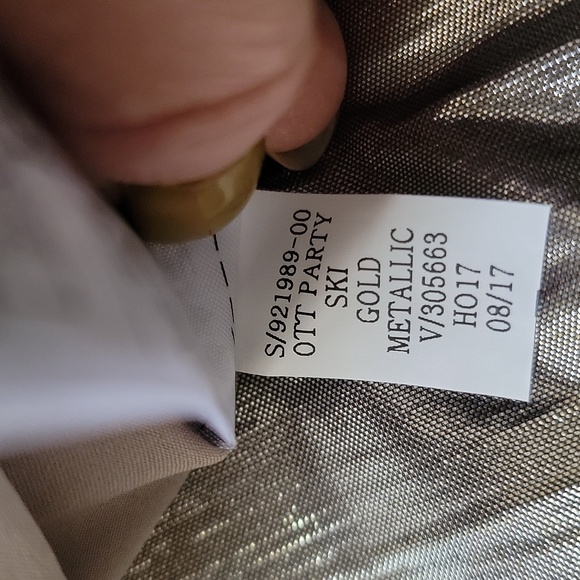 S/921989-00
OTT PARTY
SKI
GOLD
METALLIC
V/305663
HO17
08/17